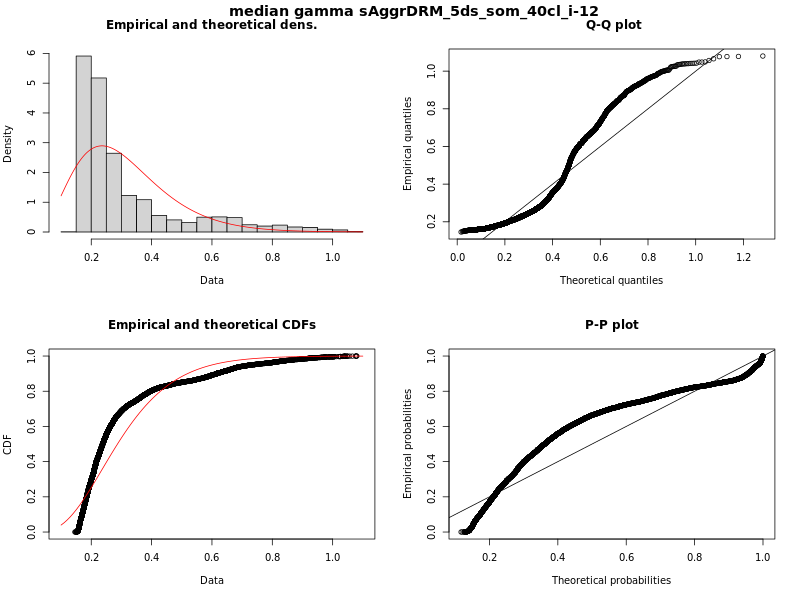 median gamma sAggrDRM_5ds_som_40cl_i-12
Empirical and theoretical dens.
Density
0 1 2 3 4 5 6
0.2 0.4 0.6 0.8 1.0
Data
Q-Q plot
Empirical quantiles
0.2 0.4 0.6 0.8 1.0
0.0 0.2 0.4 0.6 0.8 1.0 1.2
Theoretical quantiles
Empirical and theoretical CDFs
CDF
0.0 0.2 0.4 0.6 0.8 1.0
0.2 0.4 0.6 0.8 1.0
Data
P-P plot
Empirical probabilities
0.0 0.2 0.4 0.6 0.8 1.0
0.2 0.4 0.6 0.8 1.0
Theoretical probabilities